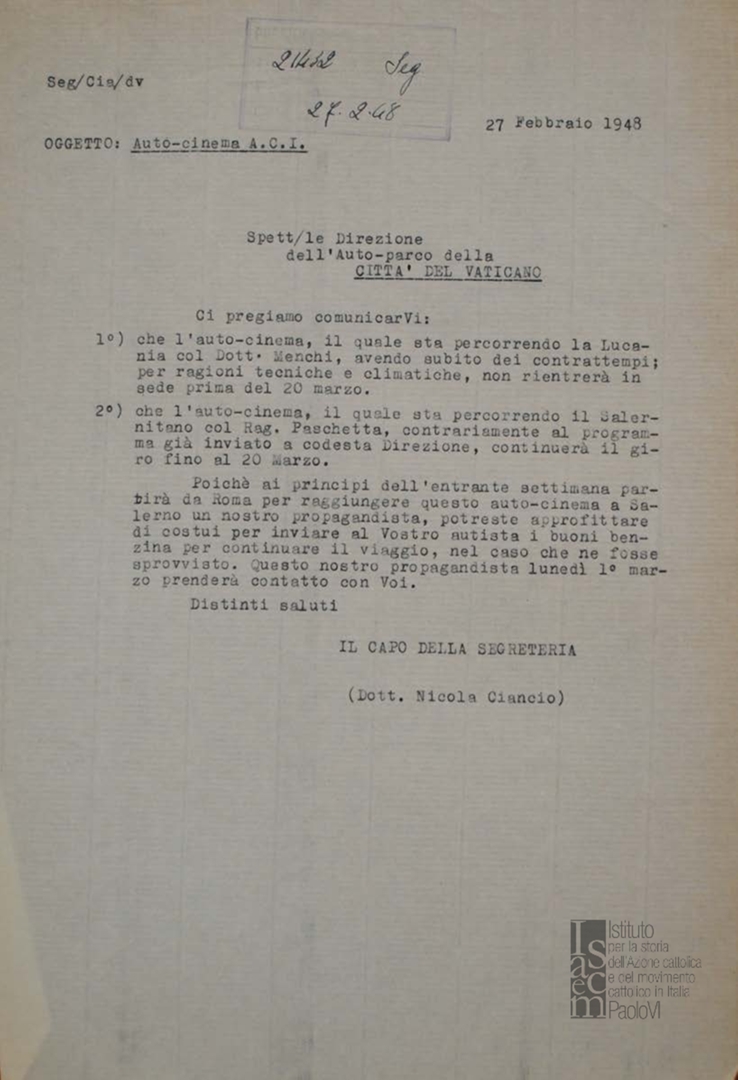 Seg
27-2-48
Seg/Cia/dv
27 Febbraio 1948
OGGETTO: Auto-cinema A.C.I.
Spett/le Direzione
dell'Auto-parco della
CITTA' DEL VATICANO
Ci pregiamo comunicarVi:
1º) che l'auto-cinema, il quale sta percorrendo la Luca-
nia col Dott. Menchi, avendo subito dei contrattempi;
per ragioni tecniche e climatiche, non rientrerà in
sede prima del 20 marzo.
2º) che l'auto-cinema, il quale sta percorrendo il Saler-
nitano col Rag. Paschetta, contrariamente al program-
ma già inviato a codesta Direzione, continuerà il gi-
ro fino al 20 Marzo.
Poichè ai principi dell'entrante settimana par-
tirà da Roma per raggiungere questo auto-cinema a Sa-
lerno un nostro propagandista, potreste approfittare
di costui per inviare al Vostro autista i buoni ben-
zina per continuare il viaggio, nel caso che ne fosse
sprovvisto. Questo nostro propagandista lunedì 1º mar-
zo prenderà contatto con Voi.
Distinti saluti
IL CAPO DELLA SEGRETERIA
(Dott. Nicola Ciancio)
Isacem
Istituto
per la storia
dell'Azione cattolica
e del movimento
cattolico in Italia
PaoloVI